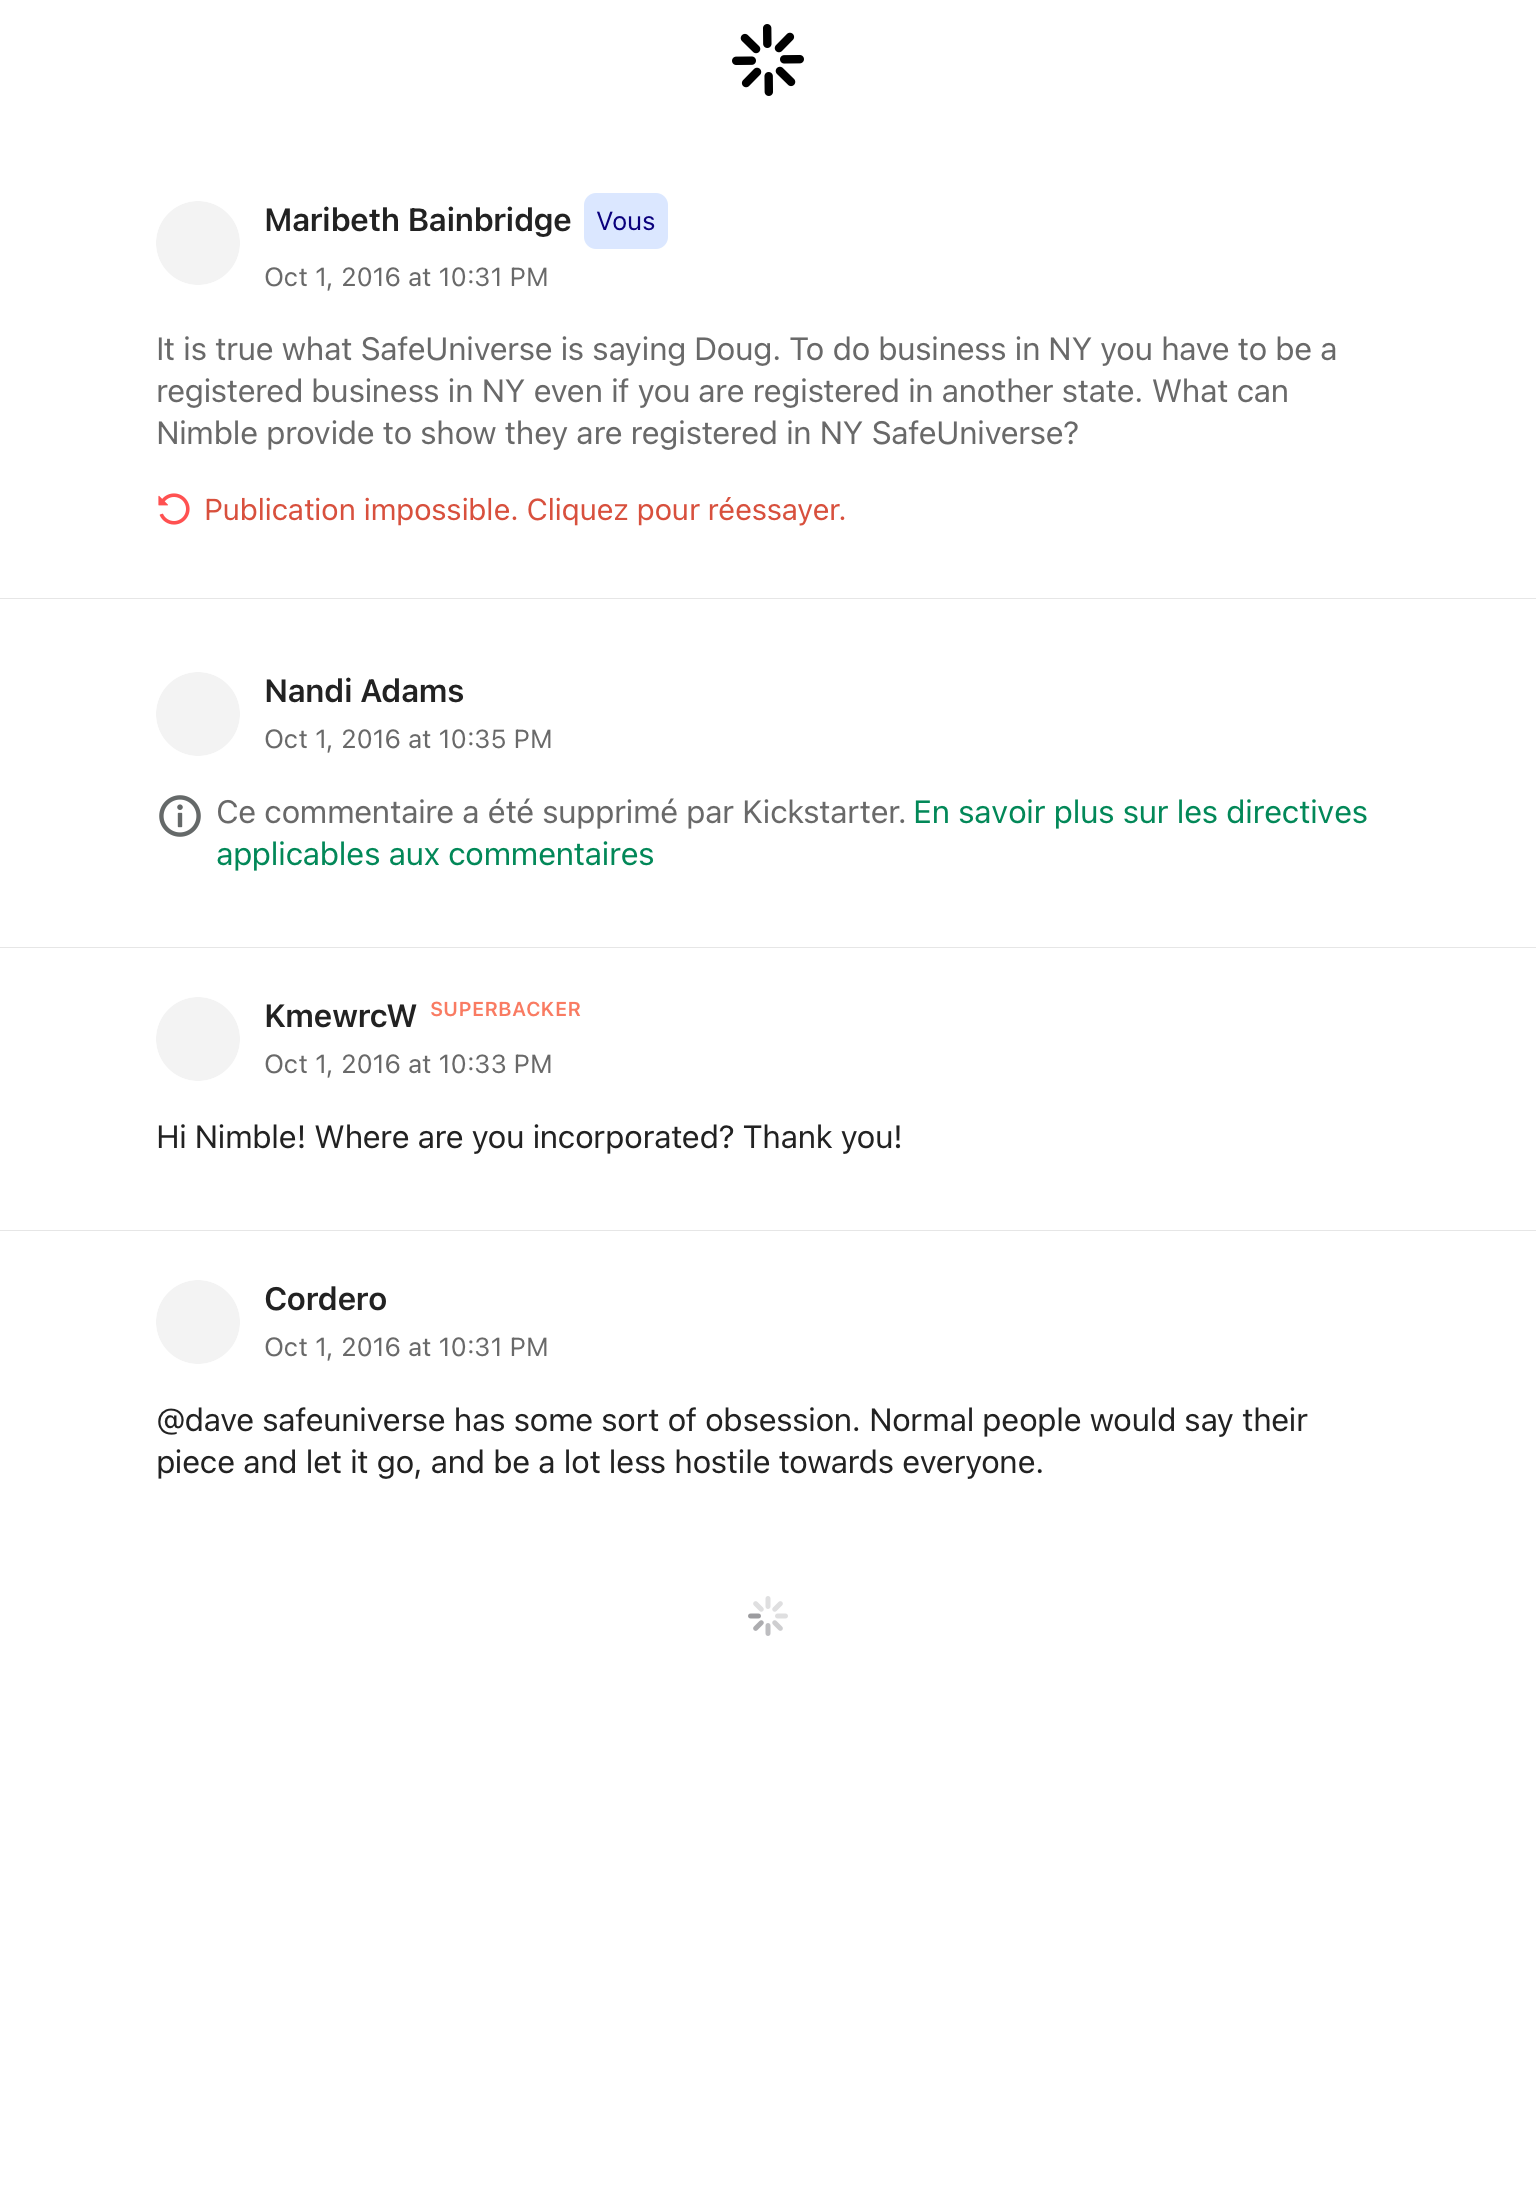 Maribeth Bainbridge Vous
Oct 1, 2016 at 10:31 PM
It is true what SafeUniverse is saying Doug. To do business in NY you have to be a
registered business in NY even if you are registered in another state. What can
Nimble provide to show they are registered in NY SafeUniverse?
Publication impossible. Cliquez pour réessayer.
Nandi Adams
Oct 1, 2016 at 10:35 PM
Ce commentaire a été supprimé par Kickstarter. En savoir plus sur les directives
applicables aux commentaires
KmewrcW SUPERBACKER
Oct 1, 2016 at 10:33 PM
Hi Nimble! Where are you incorporated? Thank you!
Cordero
Oct 1, 2016 at 10:31 PM
@dave safeuniverse has some sort of obsession. Normal people would say their
piece and let it go, and be a lot less hostile towards everyone.